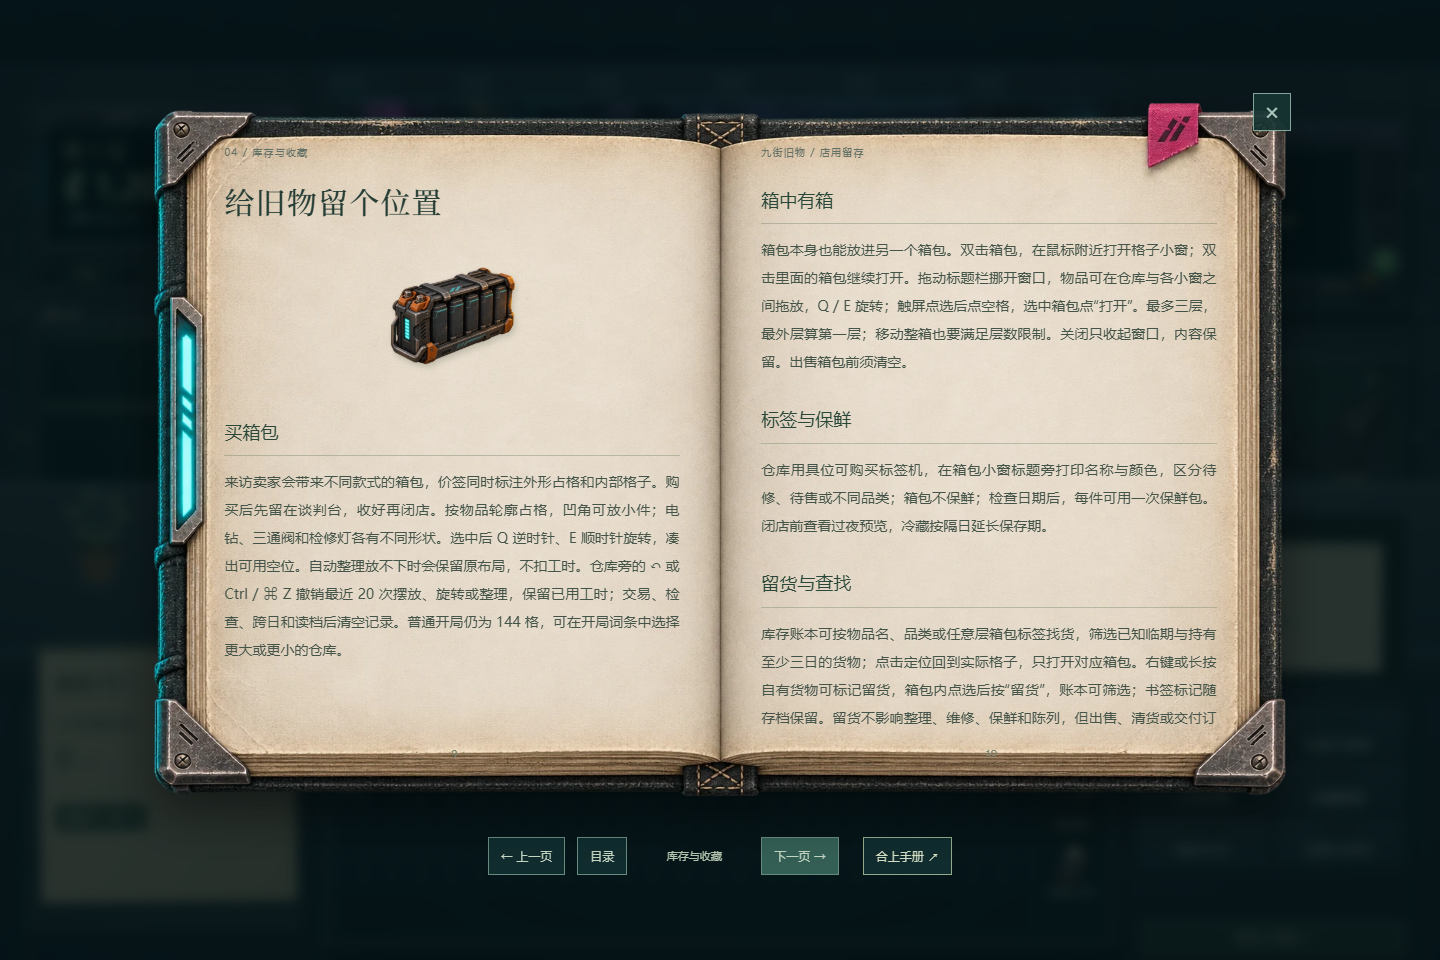 04 / 库存与收藏
给旧物留个位置
买箱包
来访卖家会带来不同款式的箱包，价签同时标注外形占格和内部格子。购
买后先留在谈判台，收好再闭店。按物品轮廓占格，凹角可放小件；电
钻、三通阀和检修灯各有不同形状。选中后 Q 逆时针、E 顺时针旋转，凑
出可用空位。自动整理放不下时会保留原布局，不扣工时。仓库旁的 ↶ 或
Ctrl / ⌘ Z 撤销最近 20 次摆放、旋转或整理，保留已用工时；交易、检
查、跨日和读档后清空记录。普通开局仍为 144 格，可在开局词条中选择
更大或更小的仓库。
九街旧物 / 店用留存
箱中有箱
箱包本身也能放进另一个箱包。双击箱包，在鼠标附近打开格子小窗；双
击里面的箱包继续打开。拖动标题栏挪开窗口，物品可在仓库与各小窗之
间拖放，Q / E 旋转；触屏点选后点空格，选中箱包点“打开”。最多三层，
最外层算第一层；移动整箱也要满足层数限制。关闭只收起窗口，内容保
留。出售箱包前须清空。
标签与保鲜
仓库用具位可购买标签机，在箱包小窗标题旁打印名称与颜色，区分待
修、待售或不同品类；箱包不保鲜；检查日期后，每件可用一次保鲜包。
闭店前查看过夜预览，冷藏按隔日延长保存期。
留货与查找
库存账本可按物品名、品类或任意层箱包标签找货，筛选已知临期与持有
至少三日的货物；点击定位回到实际格子，只打开对应箱包。右键或长按
自有货物可标记留货，箱包内点选后按“留货”，账本可筛选；书签标记随
存档保留。留货不影响整理、维修、保鲜和陈列，但出售、清货或交付订
← 上一页
目录
库存与收藏
下一页 →
合上手册 ↗